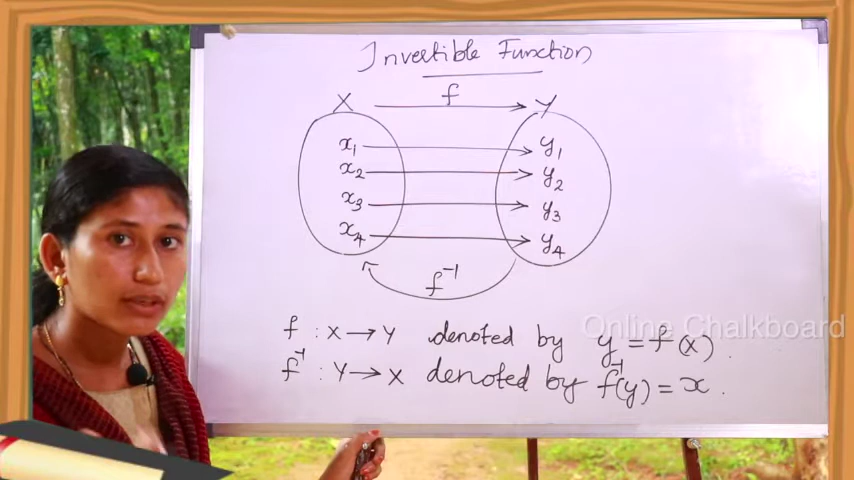 Invertible Function
X f Y
x₁ y₁
x₂ y₂
x₃ y₃
x₄ y₄
f⁻¹
Online Chalkboard
f : X → Y denoted by y = f(x).
f⁻¹ : Y → X denoted by f⁻¹(y) = x.